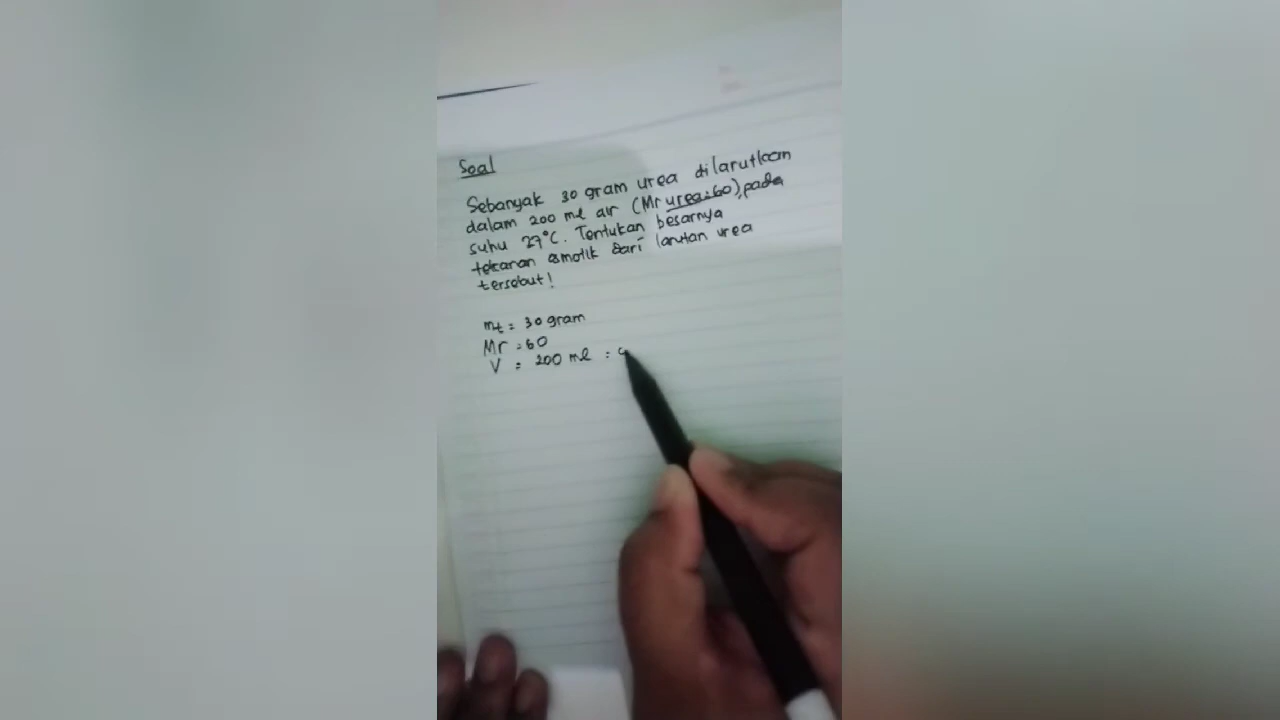 Soal
Sebanyak 30 gram urea dilarutkan
dalam 200 ml air (Mr urea=60), pada
suhu 27°C. Tentukan besarnya
tekanan osmotik dari larutan urea
tersebut!
mt = 30 gram
Mr = 60
V = 200 ml =